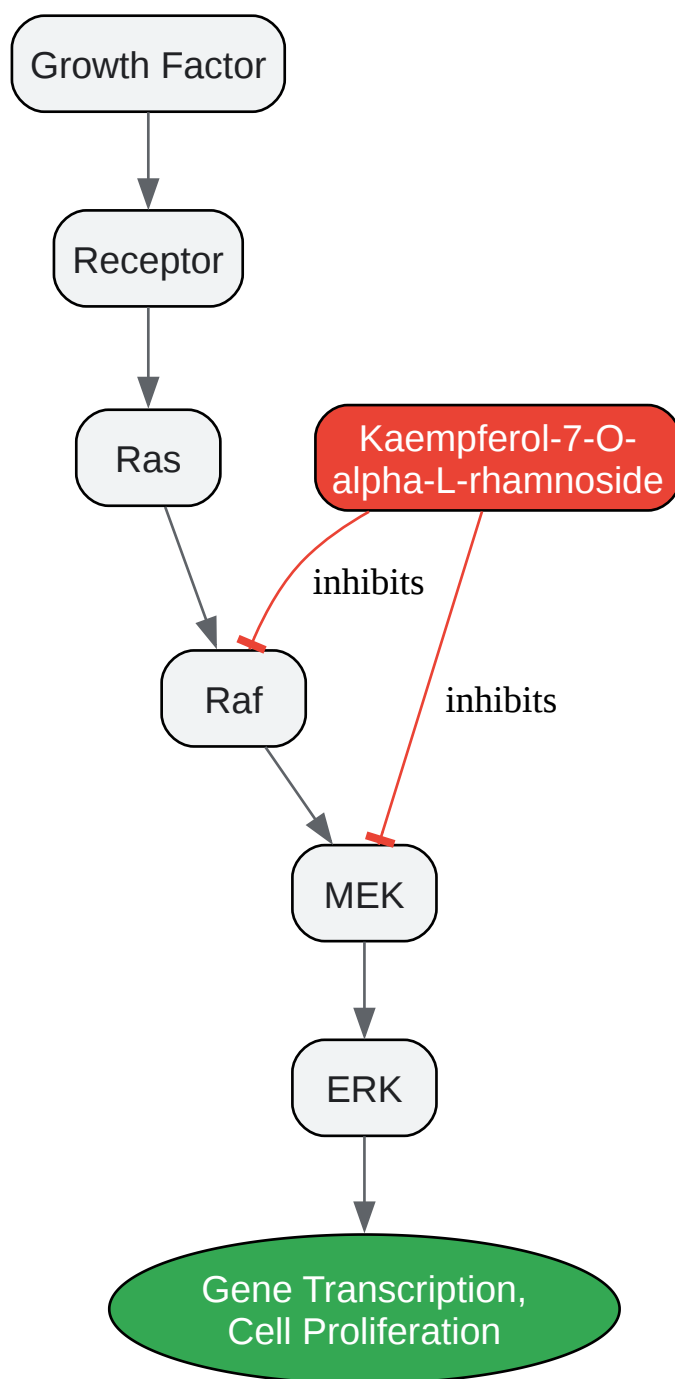 Growth Factor
Receptor
Ras
Kaempferol-7-O-
alpha-L-rhamnoside
inhibits
Raf
inhibits
MEK
ERK
Gene Transcription,
Cell Proliferation